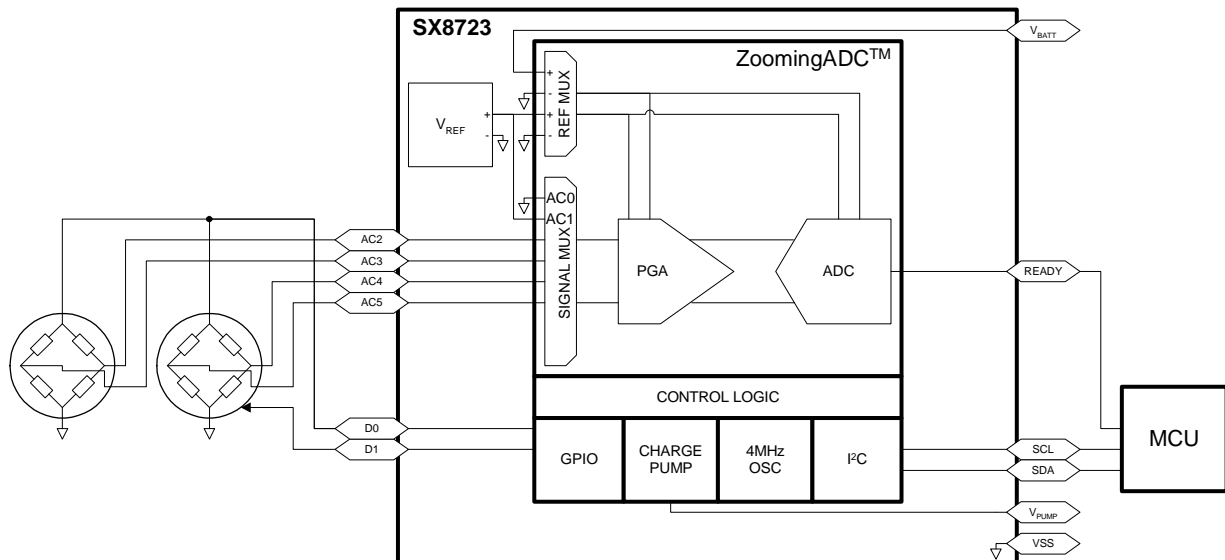 SX8723
V_BATT
ZoomingADC™
+
-
+
-
REF MUX
V_REF
+
-
AC0
AC1
SIGNAL MUX
AC2
AC3
AC4
AC5
PGA
ADC
READY
CONTROL LOGIC
D0
D1
GPIO
CHARGE
PUMP
4MHz
OSC
I²C
SCL
SDA
MCU
V_PUMP
VSS